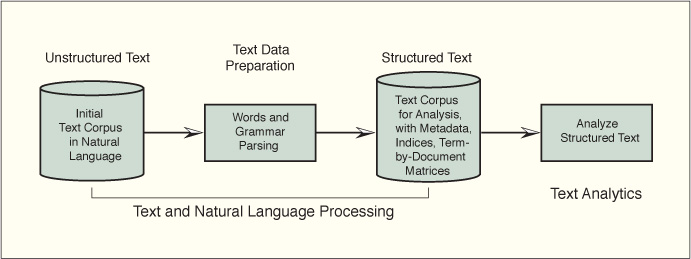 Unstructured Text
Text Data
Preparation
Structured Text
Initial
Text Corpus
in Natural
Language
Words and
Grammar
Parsing
Text Corpus
for Analysis,
with Metadata,
Indices, Term-
by-Document
Matrices
Analyze
Structured Text
Text and Natural Language Processing
Text Analytics